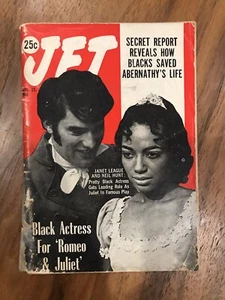 25c
JET
SECRET REPORT
REVEALS HOW
BLACKS SAVED
ABERNATHY'S LIFE
JANET LEAGUE
AND NEIL HUNT:
Pretty Black Actress
Gets Leading Role As
Juliet In Famous Play
Black Actress
For 'Romeo
& Juliet'